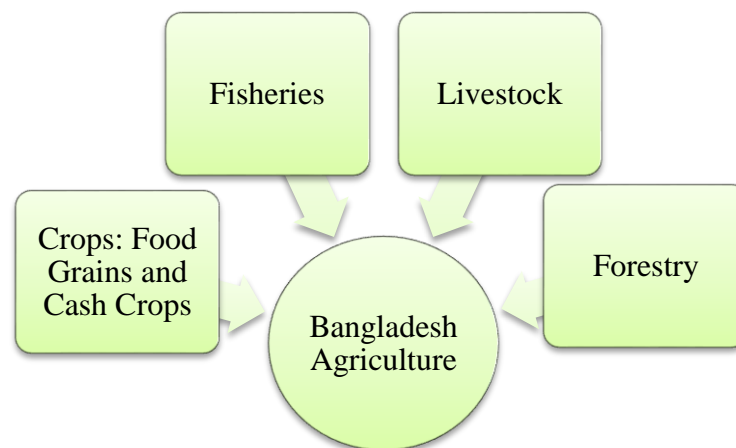 Fisheries
Livestock
Crops: Food
Grains and
Cash Crops
Forestry
Bangladesh
Agriculture